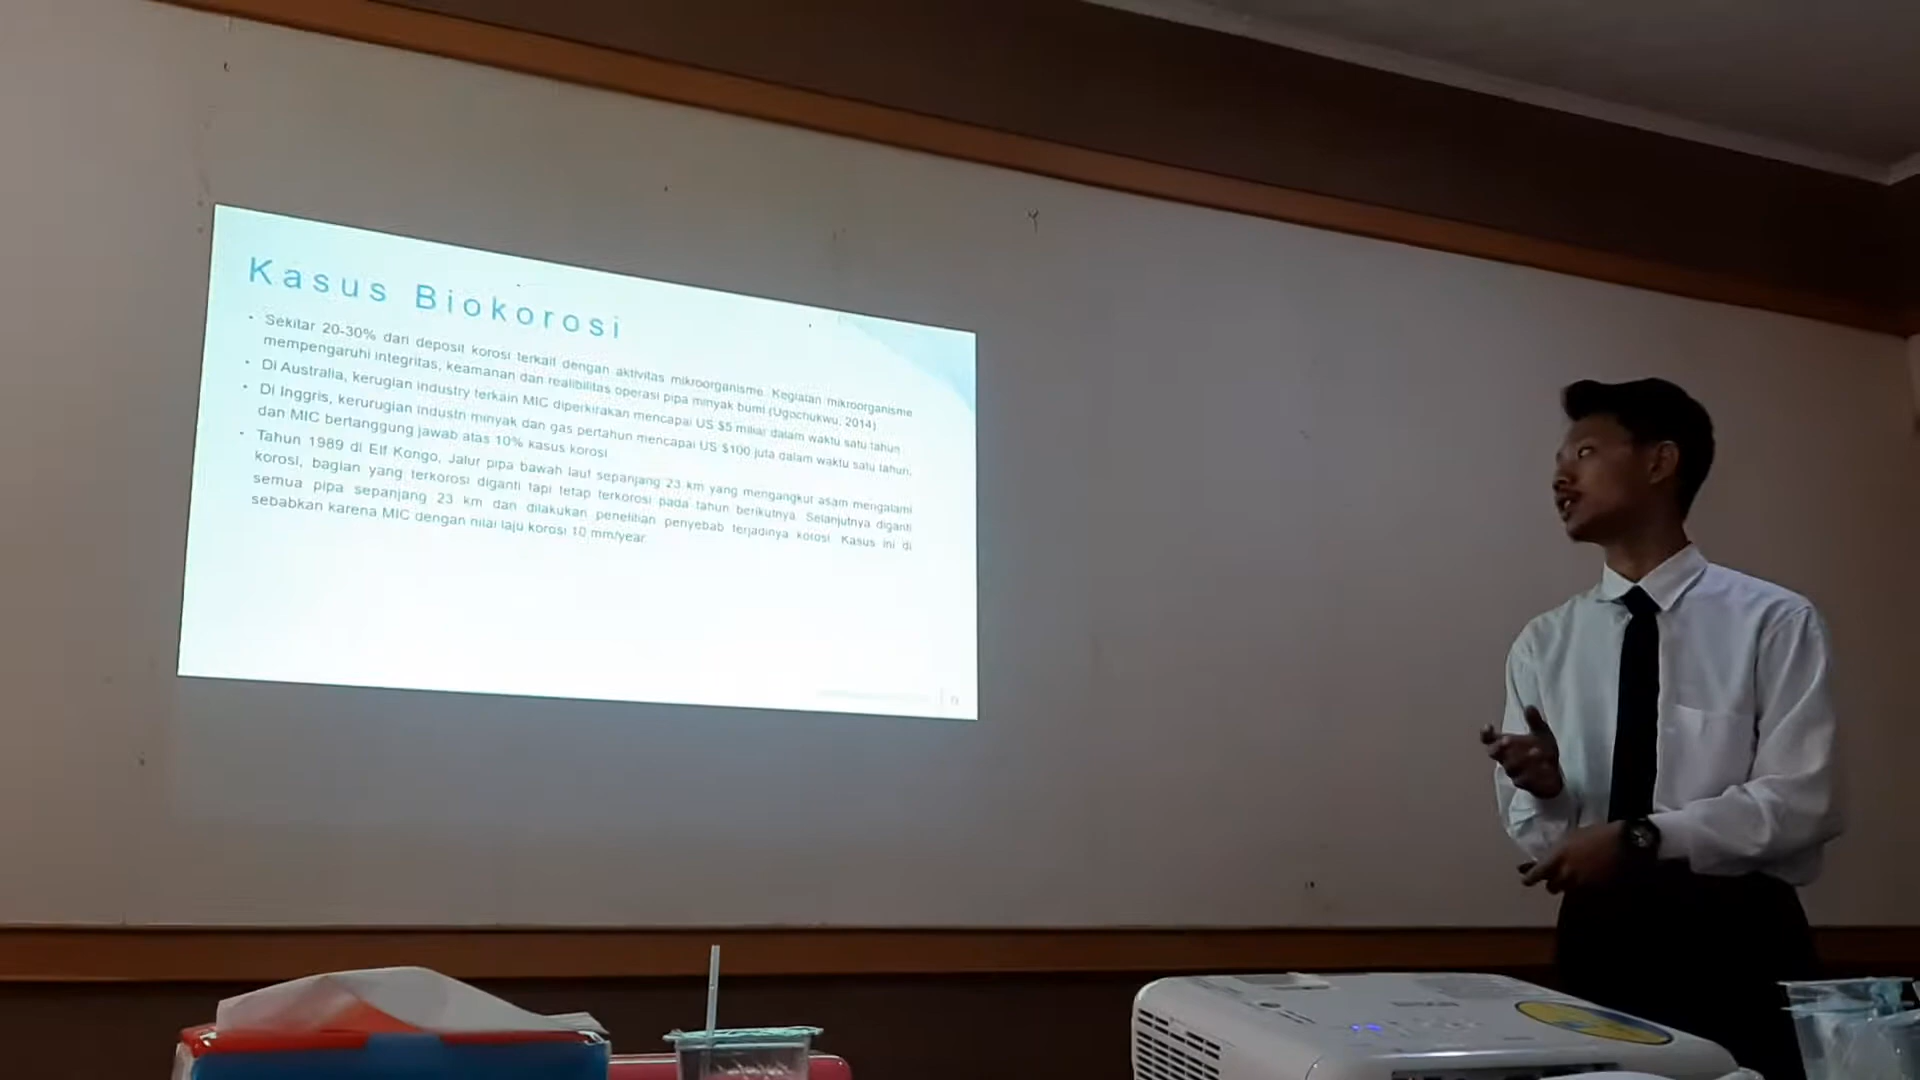 Kasus Biokorosi
• Sekitar 20-30% dari deposit korosi terkait dengan aktivitas mikroorganisme. Kegiatan mikroorganisme
mempengaruhi integritas, keamanan dan realibilitas operasi pipa minyak bumi (Ugochukwu, 2014)
• Di Australia, kerugian industry terkain MIC diperkirakan mencapai US $5 miliar dalam waktu satu tahun
• Di Inggris, kerurugian industri minyak dan gas pertahun mencapai US $100 juta dalam waktu satu tahun,
dan MIC bertanggung jawab atas 10% kasus korosi
• Tahun 1989 di Elf Kongo, Jalur pipa bawah laut sepanjang 23 km yang mengangkut asam mengalami
korosi, bagian yang terkorosi diganti tapi tetap terkorosi pada tahun berikutnya. Selanjutnya diganti
semua pipa sepanjang 23 km dan dilakukan penelitian penyebab terjadinya korosi. Kasus ini di
sebabkan karena MIC dengan nilai laju korosi 10 mm/year.